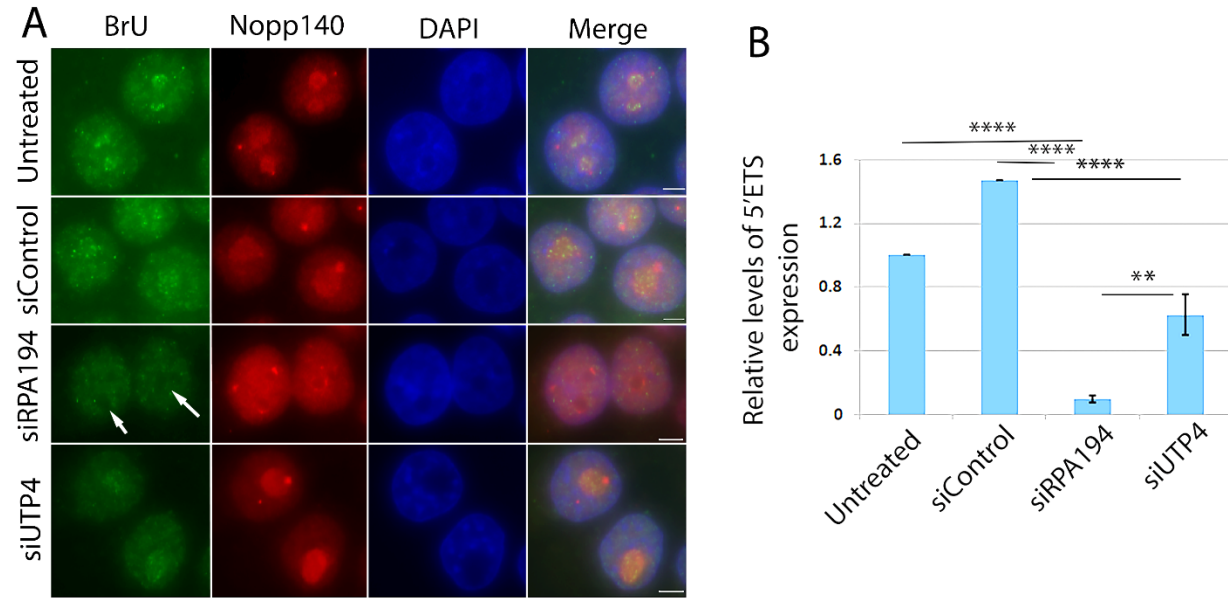 A
BrU Nopp140 DAPI Merge
Untreated
siControl
siRPA194
siUTP4
B
Relative levels of 5'ETS
expression
****
****
****
**
1.6
1.2
0.8
0.4
0
Untreated
siControl
siRPA194
siUTP4